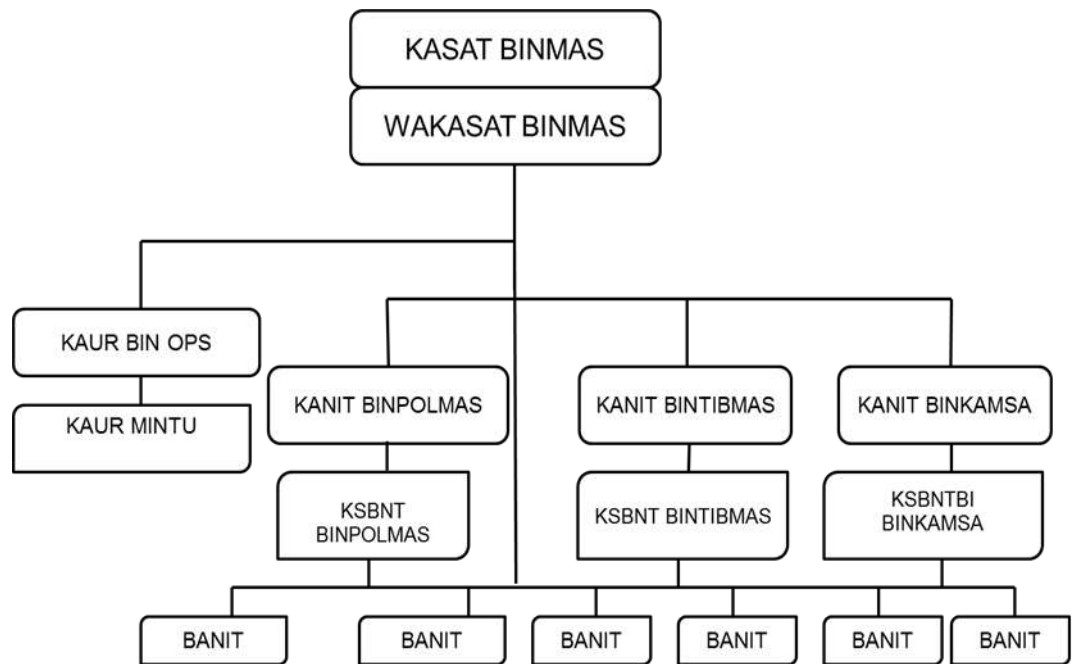 KASAT BINMAS
WAKASAT BINMAS
KAUR BIN OPS
KAUR MINTU
KANIT BINPOLMAS
KANIT BINTIBMAS
KANIT BINKAMSA
KSBNT
BINPOLMAS
KSBNT BINTIBMAS
KSBNTBI
BINKAMSA
BANIT
BANIT
BANIT
BANIT
BANIT
BANIT